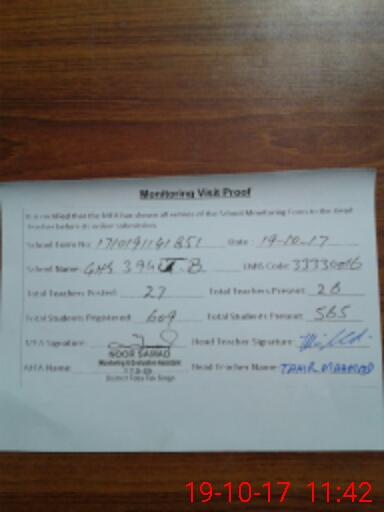 Monitoring Visit Proof
It is certified that the MEA has shown all entries of the School Monitoring Form to the Head
Teacher before its online submission.
School Form No: 171019114185 Date: 19-10-17
School Name: GHS 394 J.B EMIS Code:
Total Teachers Posted: 27 Total Teachers Present: 26
Total Students Registered: 609 Total Students Present: 565
MEA Signature: Head Teacher Signature:
NOOR SAMAD
Monitoring & Evaluation Assistant
MEA Name: Head Teacher Name: TAHIR MAHMOOD
District Toba Tek Singh
19-10-17 11:42